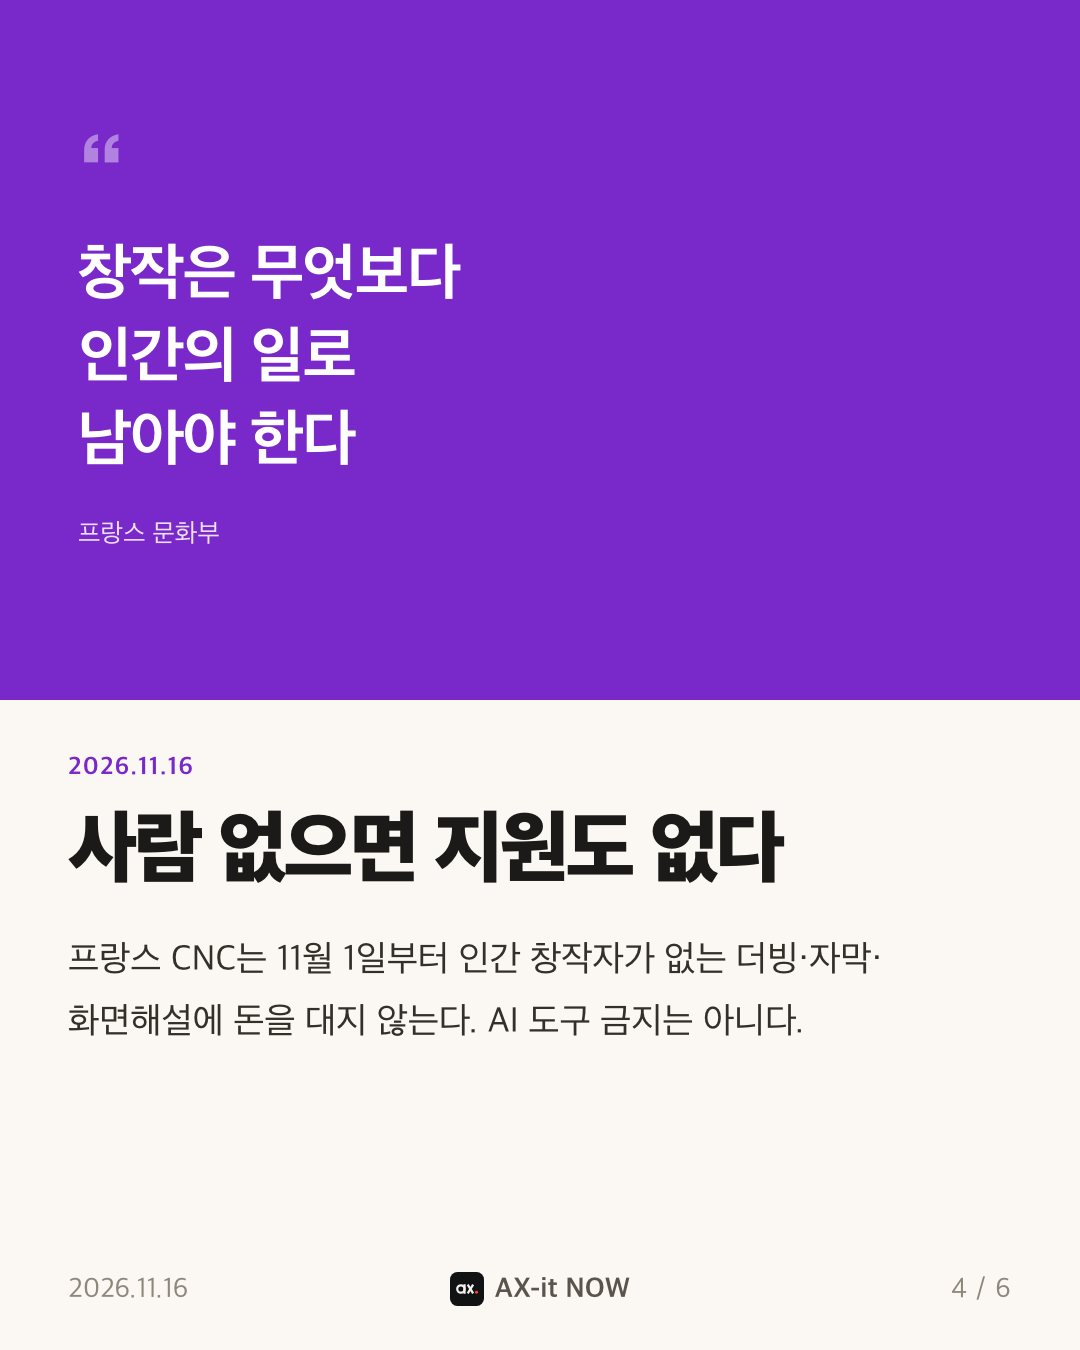 “
창작은 무엇보다
인간의 일로
남아야 한다
프랑스 문화부
2026.11.16
사람 없으면 지원도 없다
프랑스 CNC는 11월 1일부터 인간 창작자가 없는 더빙·자막·
화면해설에 돈을 대지 않는다. AI 도구 금지는 아니다.
2026.11.16
ax. AX-it NOW
4 / 6